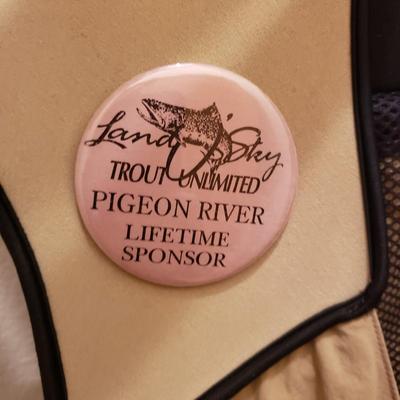 Land O' Sky
TROUT UNLIMITED
PIGEON RIVER
LIFETIME
SPONSOR